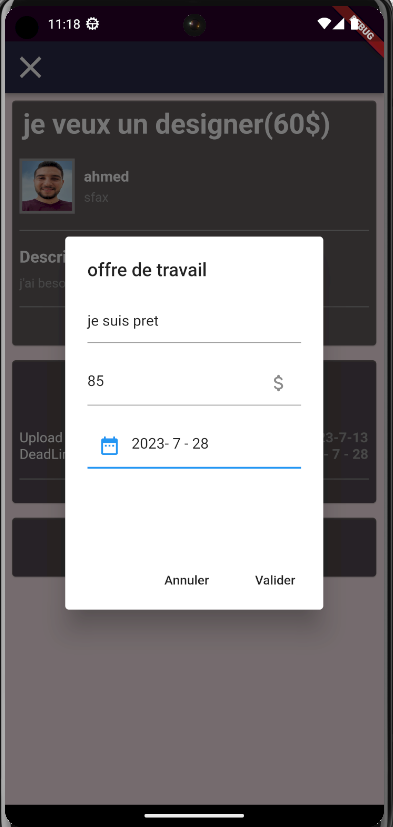 11:18
DEBUG
je veux un designer(60$)
ahmed
sfax
Descri
j'ai beso
offre de travail
je suis pret
85 $
2023- 7 - 28
Upload 3-7-13
DeadLin - 7 - 28
Annuler Valider